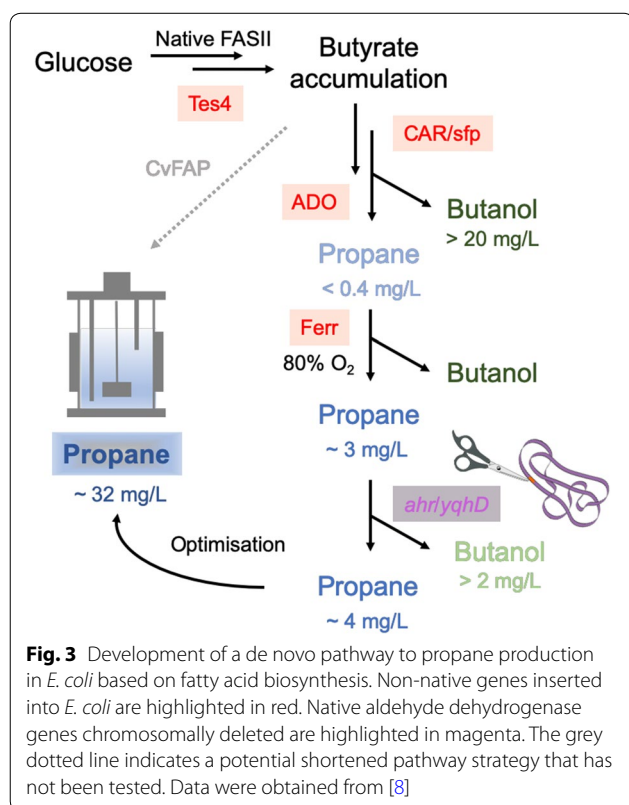 Native FASII
Glucose
Tes4
Butyrate
accumulation
CvFAP
CAR/sfp
ADO
Butanol
> 20 mg/L
Propane
< 0.4 mg/L
Ferr
80% O₂
Butanol
Propane
~ 3 mg/L
Propane
~ 32 mg/L
ahr/yqhD
Optimisation
Butanol
> 2 mg/L
Propane
~ 4 mg/L
Fig. 3 Development of a de novo pathway to propane production
in E. coli based on fatty acid biosynthesis. Non-native genes inserted
into E. coli are highlighted in red. Native aldehyde dehydrogenase
genes chromosomally deleted are highlighted in magenta. The grey
dotted line indicates a potential shortened pathway strategy that has
not been tested. Data were obtained from [8]